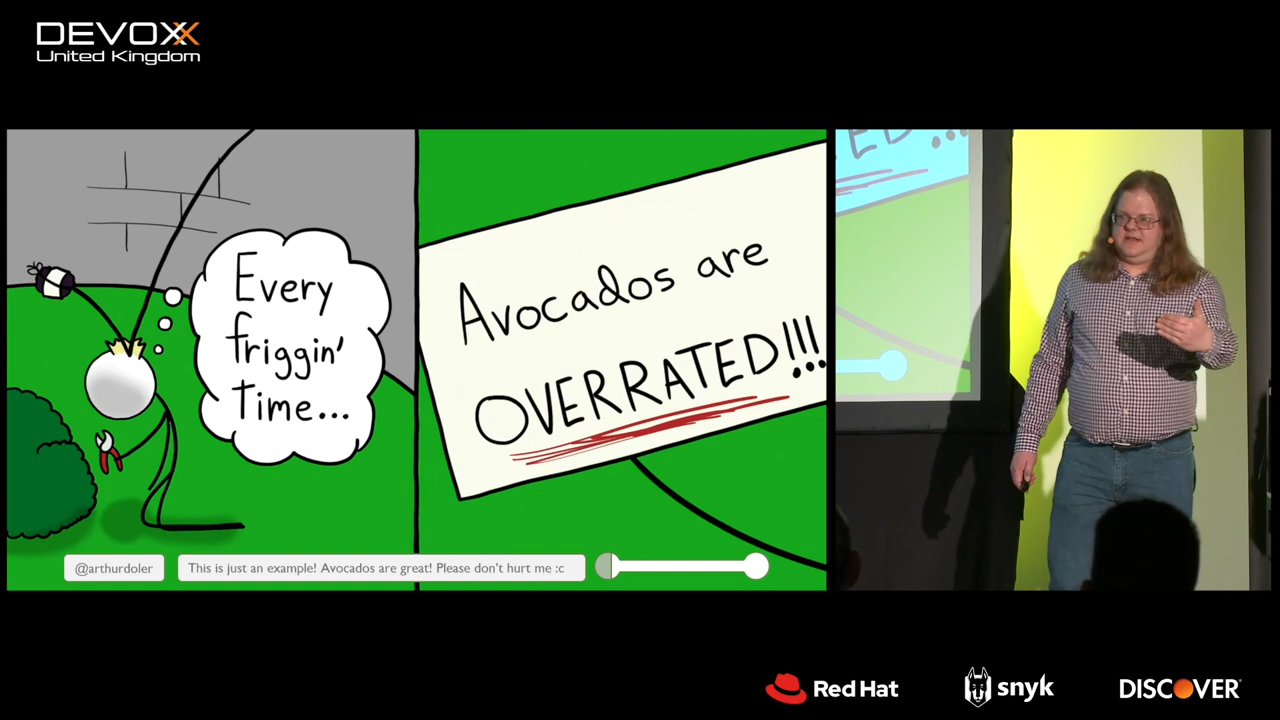 DEVOXX
United Kingdom
Every
friggin'
Time...
Avocados are
OVERRATED!!!
@arthurdoler
This is just an example! Avocados are great! Please don't hurt me :c
Red Hat
snyk
DISCOVER